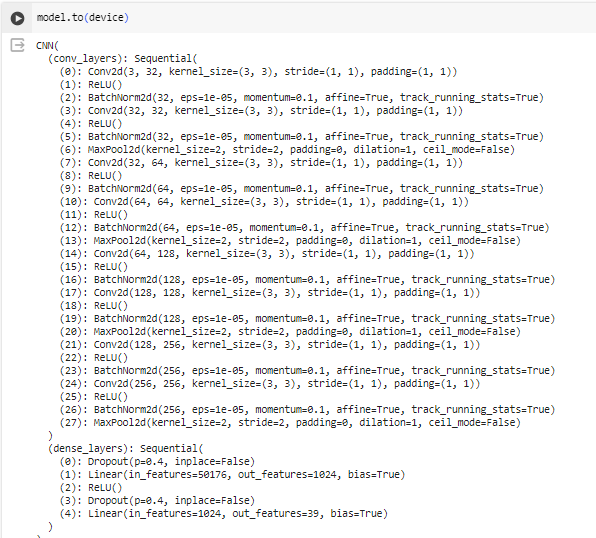 model.to(device)
CNN(
(conv_layers): Sequential(
(0): Conv2d(3, 32, kernel_size=(3, 3), stride=(1, 1), padding=(1, 1))
(1): ReLU()
(2): BatchNorm2d(32, eps=1e-05, momentum=0.1, affine=True, track_running_stats=True)
(3): Conv2d(32, 32, kernel_size=(3, 3), stride=(1, 1), padding=(1, 1))
(4): ReLU()
(5): BatchNorm2d(32, eps=1e-05, momentum=0.1, affine=True, track_running_stats=True)
(6): MaxPool2d(kernel_size=2, stride=2, padding=0, dilation=1, ceil_mode=False)
(7): Conv2d(32, 64, kernel_size=(3, 3), stride=(1, 1), padding=(1, 1))
(8): ReLU()
(9): BatchNorm2d(64, eps=1e-05, momentum=0.1, affine=True, track_running_stats=True)
(10): Conv2d(64, 64, kernel_size=(3, 3), stride=(1, 1), padding=(1, 1))
(11): ReLU()
(12): BatchNorm2d(64, eps=1e-05, momentum=0.1, affine=True, track_running_stats=True)
(13): MaxPool2d(kernel_size=2, stride=2, padding=0, dilation=1, ceil_mode=False)
(14): Conv2d(64, 128, kernel_size=(3, 3), stride=(1, 1), padding=(1, 1))
(15): ReLU()
(16): BatchNorm2d(128, eps=1e-05, momentum=0.1, affine=True, track_running_stats=True)
(17): Conv2d(128, 128, kernel_size=(3, 3), stride=(1, 1), padding=(1, 1))
(18): ReLU()
(19): BatchNorm2d(128, eps=1e-05, momentum=0.1, affine=True, track_running_stats=True)
(20): MaxPool2d(kernel_size=2, stride=2, padding=0, dilation=1, ceil_mode=False)
(21): Conv2d(128, 256, kernel_size=(3, 3), stride=(1, 1), padding=(1, 1))
(22): ReLU()
(23): BatchNorm2d(256, eps=1e-05, momentum=0.1, affine=True, track_running_stats=True)
(24): Conv2d(256, 256, kernel_size=(3, 3), stride=(1, 1), padding=(1, 1))
(25): ReLU()
(26): BatchNorm2d(256, eps=1e-05, momentum=0.1, affine=True, track_running_stats=True)
(27): MaxPool2d(kernel_size=2, stride=2, padding=0, dilation=1, ceil_mode=False)
)
(dense_layers): Sequential(
(0): Dropout(p=0.4, inplace=False)
(1): Linear(in_features=50176, out_features=1024, bias=True)
(2): ReLU()
(3): Dropout(p=0.4, inplace=False)
(4): Linear(in_features=1024, out_features=39, bias=True)
)